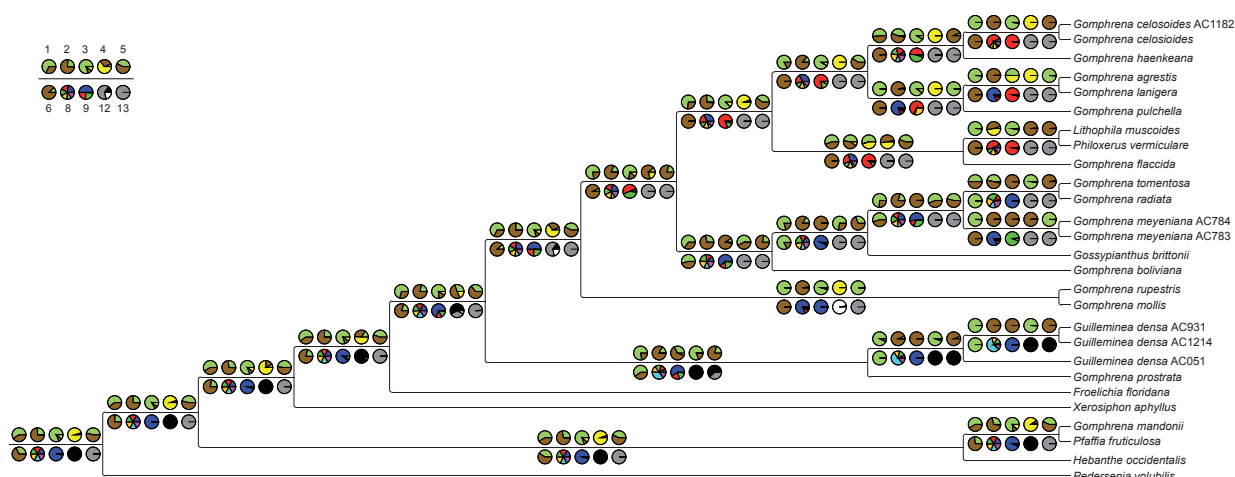 1 2 3 4 5
6 8 9 12 13
Gomphrena celosoides AC1182
Gomphrena celosioides
Gomphrena haenkeana
Gomphrena agrestis
Gomphrena lanigera
Gomphrena pulchella
Lithophila muscoides
Philoxerus vermiculare
Gomphrena flaccida
Gomphrena tomentosa
Gomphrena radiata
Gomphrena meyeniana AC784
Gomphrena meyeniana AC783
Gossypianthus brittonii
Gomphrena boliviana
Gomphrena rupestris
Gomphrena mollis
Guilleminea densa AC931
Guilleminea densa AC1214
Guilleminea densa AC051
Gomphrena prostrata
Froelichia floridana
Xerosiphon aphyllus
Gomphrena mandonii
Pfaffia fruticulosa
Hebanthe occidentalis
Pedersenia volubilis